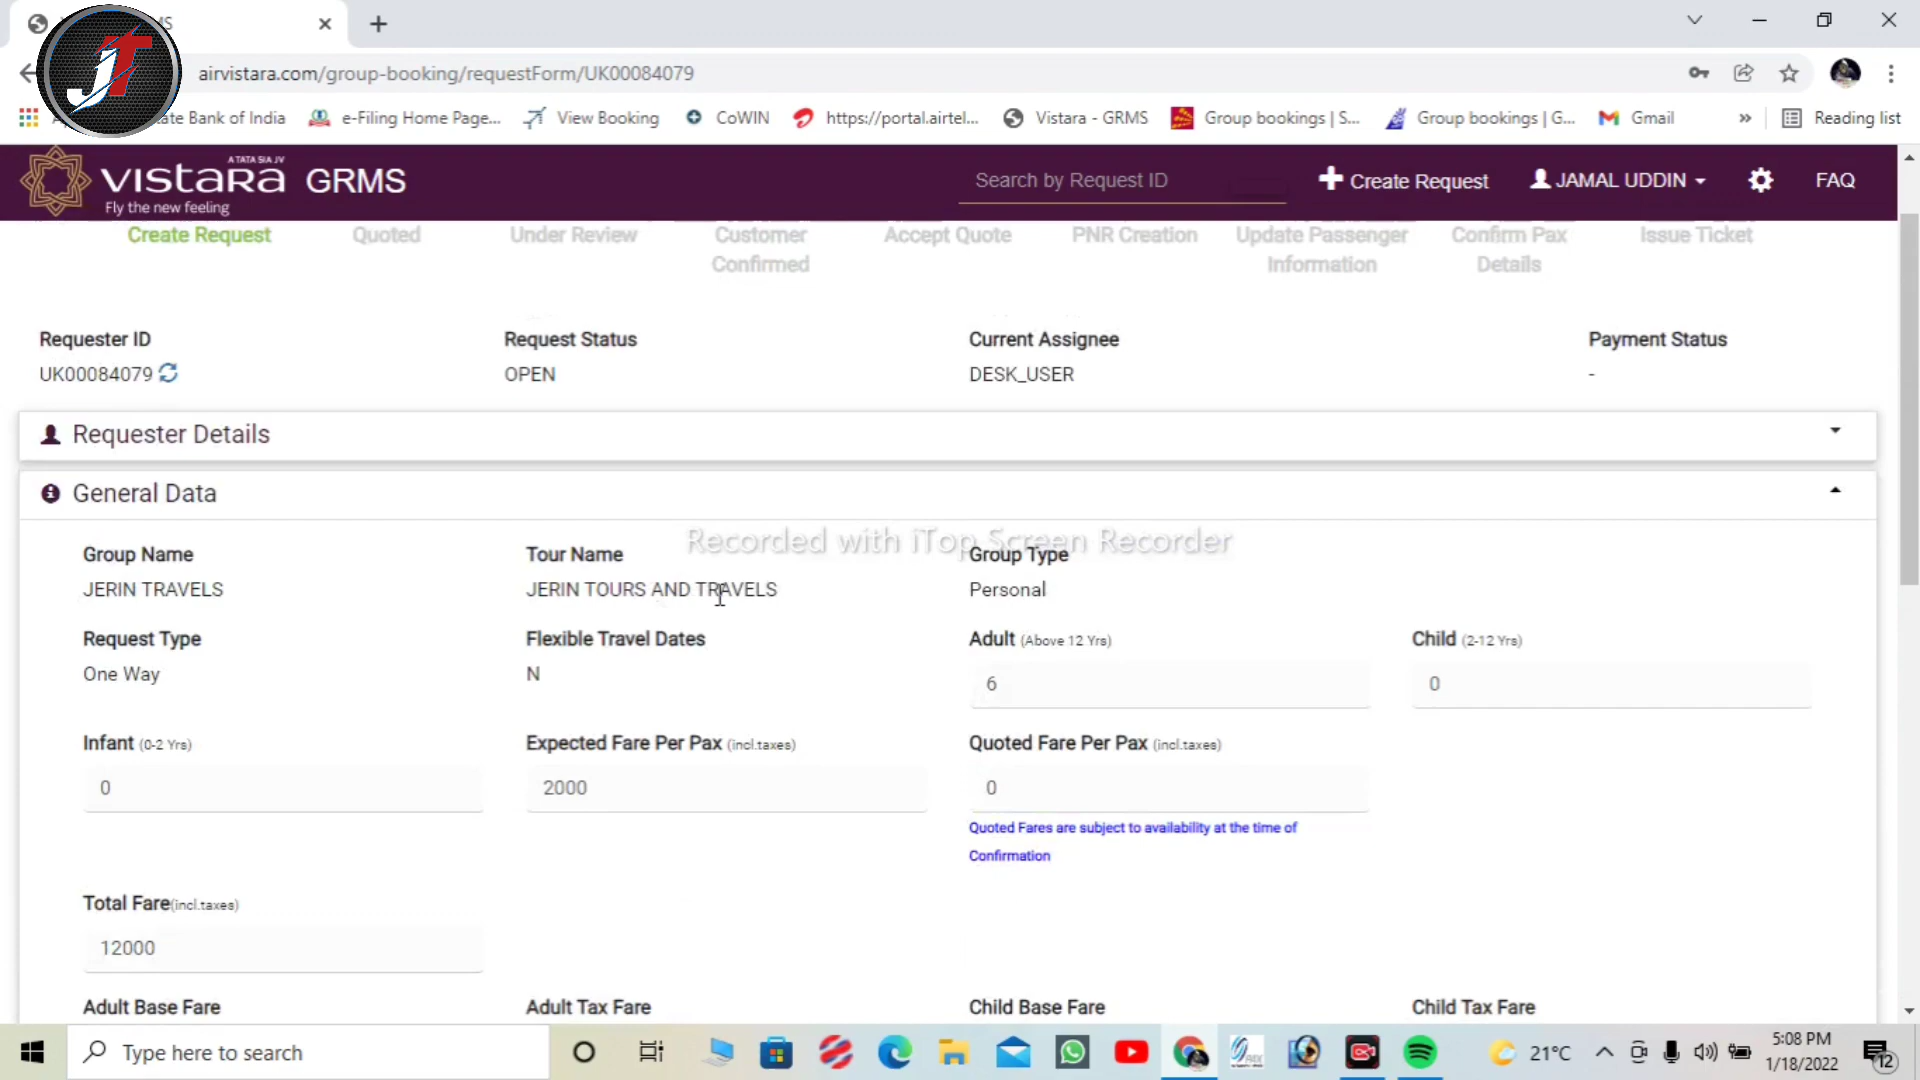 JT
airvistara.com/group-booking/requestForm/UK00084079
ate Bank of India e-Filing Home Page... View Booking CoWIN https://portal.airtel... Vistara - GRMS Group bookings | S... Group bookings | G... Gmail » Reading list
A TATA SIA JV
VISTARA GRMS
Fly the new feeling
Search by Request ID
Create Request JAMAL UDDIN FAQ
Create Request Quoted Under Review Customer Accept Quote PNR Creation Update Passenger Confirm Pax Issue Ticket
Confirmed Information Details
Requester ID Request Status Current Assignee Payment Status
UK00084079 OPEN DESK_USER -
Requester Details
General Data
Recorded with iTop Screen Recorder
Group Name Tour Name Group Type
JERIN TRAVELS JERIN TOURS AND TRAVELS Personal
Request Type Flexible Travel Dates Adult (Above 12 Yrs) Child (2-12 Yrs)
One Way N 6 0
Infant (0-2 Yrs) Expected Fare Per Pax (incl.taxes) Quoted Fare Per Pax (incl.taxes)
0 2000 0
Quoted Fares are subject to availability at the time of
Confirmation
Total Fare(incl.taxes)
12000
Adult Base Fare Adult Tax Fare Child Base Fare Child Tax Fare
Type here to search 21°C 5:08 PM
1/18/2022 12